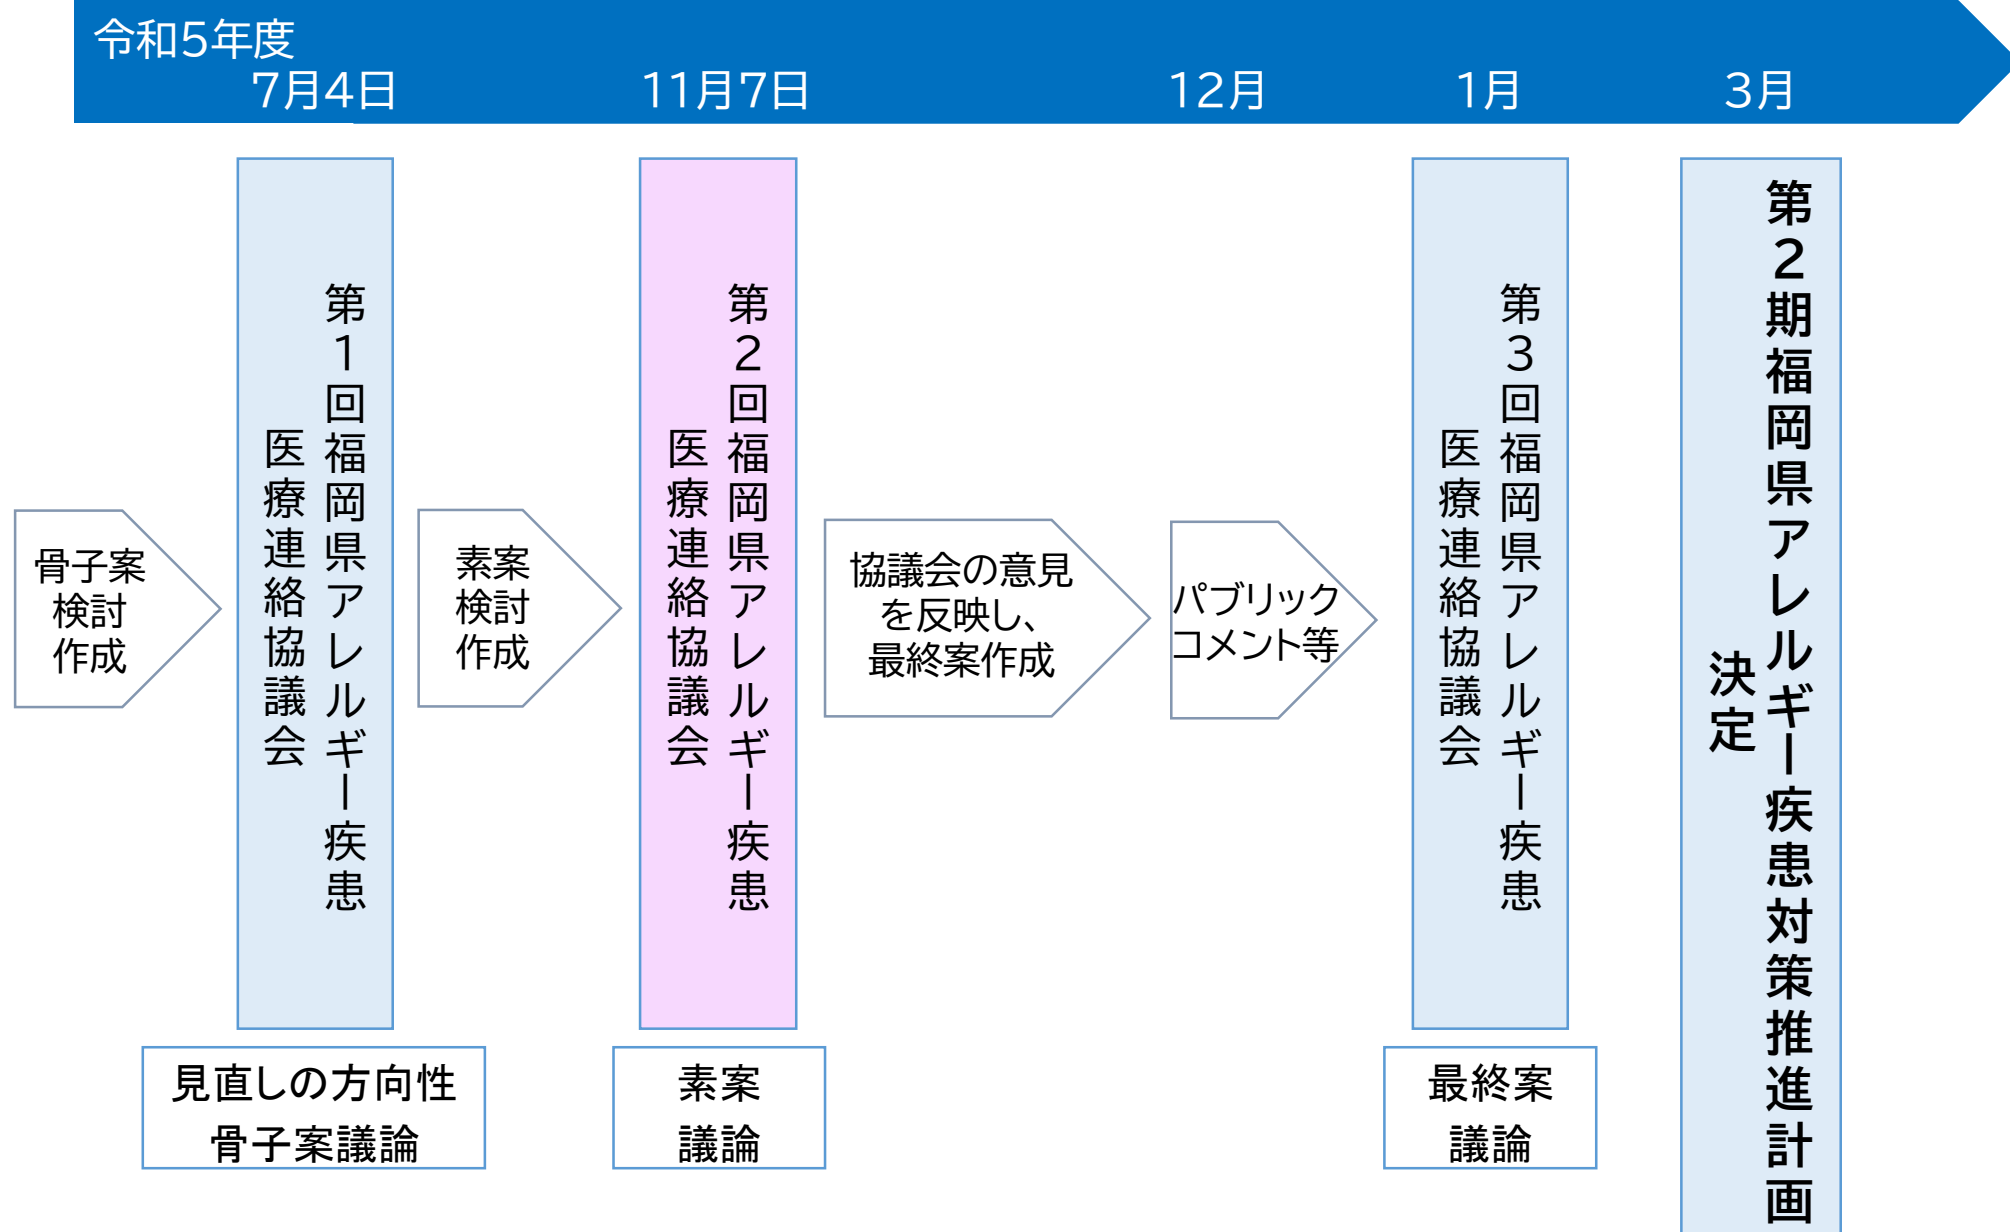 令和5年度
7月4日
11月7日
12月
1月
3月
骨子案
検討
作成
第1回福岡県アレルギー疾患
医療連絡協議会
見直しの方向性
骨子案議論
素案
検討
作成
第2回福岡県アレルギー疾患
医療連絡協議会
素案
議論
協議会の意見
を反映し、
最終案作成
パブリック
コメント等
第3回福岡県アレルギー疾患
医療連絡協議会
最終案
議論
第2期福岡県アレルギー疾患対策推進計画
決定